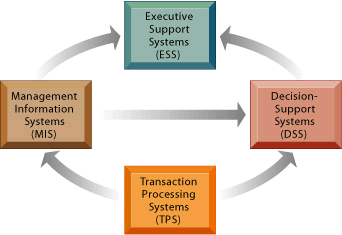 Executive
Support
Systems
(ESS)
Management
Information
Systems
(MIS)
Decision-
Support
Systems
(DSS)
Transaction
Processing
Systems
(TPS)